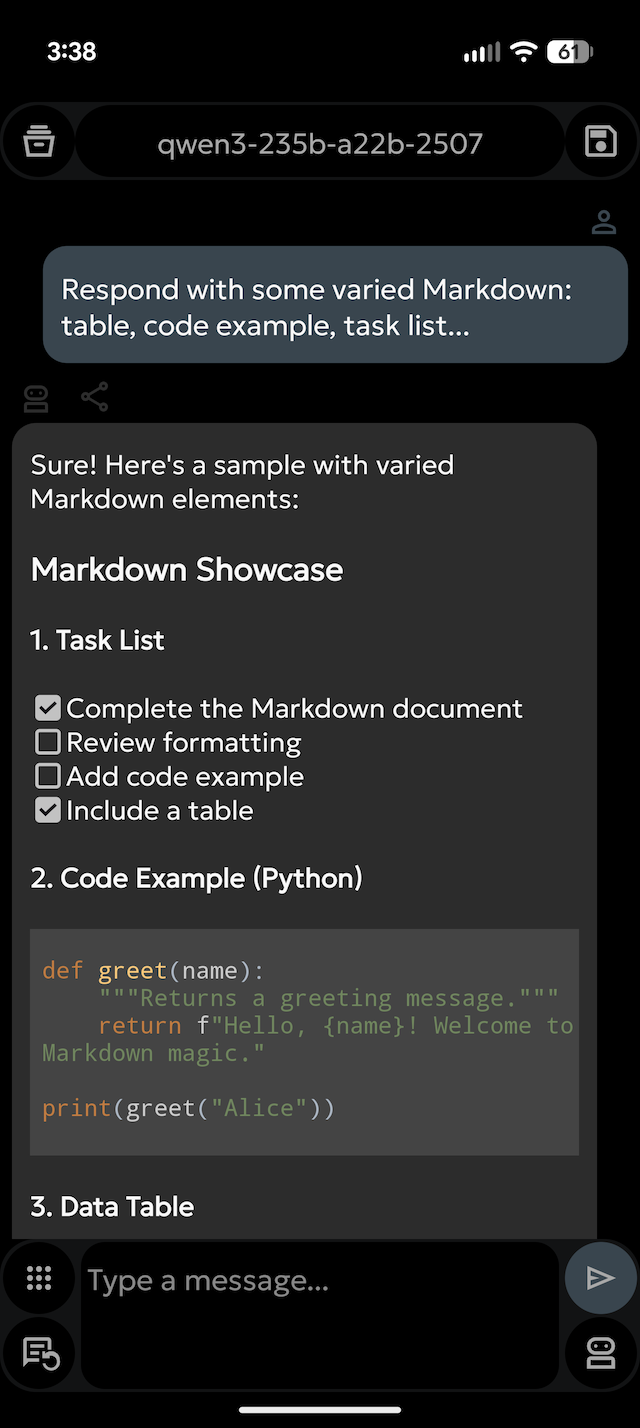 3:38
61
qwen3-235b-a22b-2507
Respond with some varied Markdown:
table, code example, task list...
Sure! Here's a sample with varied
Markdown elements:
Markdown Showcase
1. Task List
Complete the Markdown document
Review formatting
Add code example
Include a table
2. Code Example (Python)
def greet(name):
    """Returns a greeting message."""
    return f"Hello, {name}! Welcome to
Markdown magic."
print(greet("Alice"))
3. Data Table
Type a message...